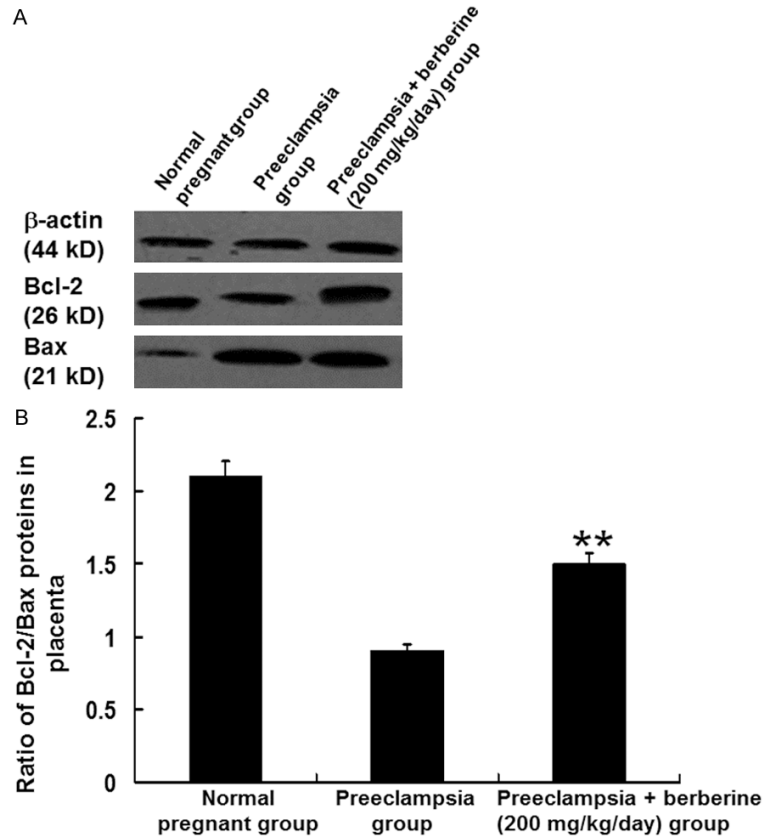 A
Normal
pregnant group
Preeclampsia
group
Preeclampsia + berberine
(200 mg/kg/day) group
β-actin
(44 kD)
Bcl-2
(26 kD)
Bax
(21 kD)
B
Ratio of Bcl-2/Bax proteins in
placenta
2.5
2
1.5
1
0.5
0
**
Normal
pregnant group
Preeclampsia
group
Preeclampsia + berberine
(200 mg/kg/day) group